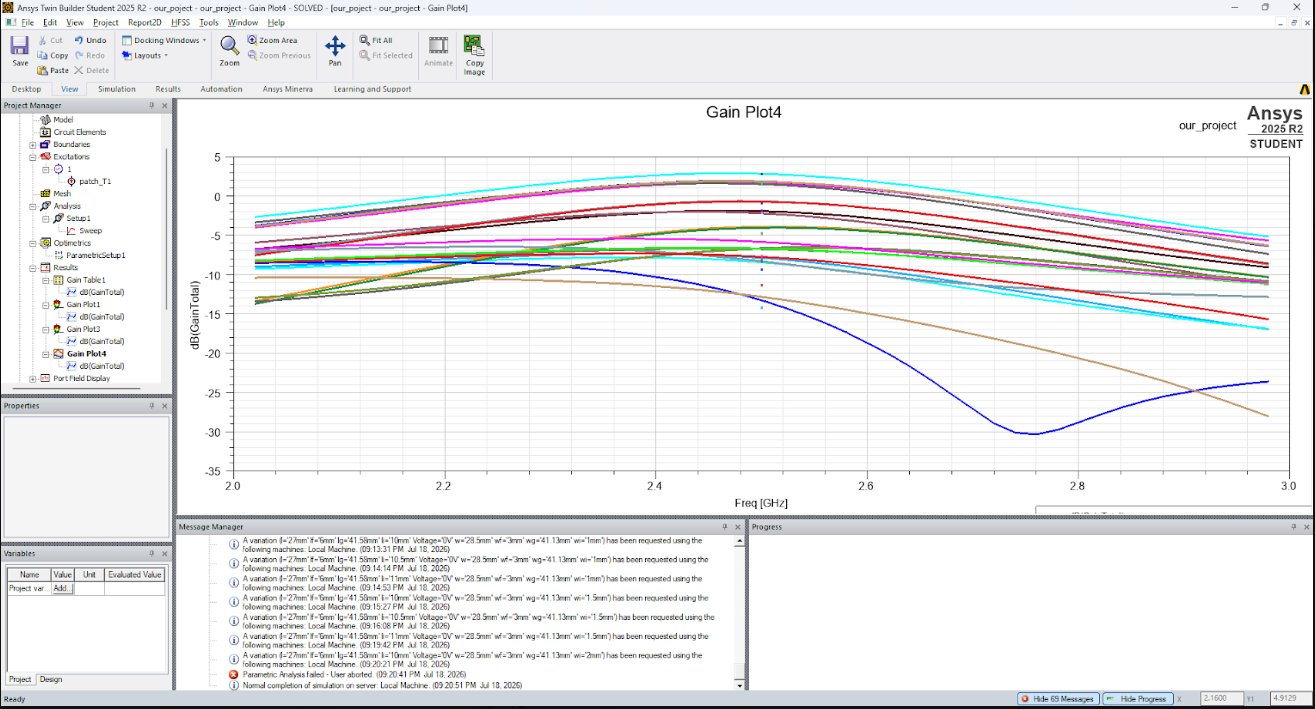 Ansys Twin Builder Student 2025 R2 - our_poject - our_project - Gain Plot4 - SOLVED - [our_poject - our_project - Gain Plot4]
File Edit View Project Report2D HFSS Tools Window Help
Save
Cut
Copy
Paste
Undo
Redo
Delete
Docking Windows
Layouts
Zoom
Zoom Area
Zoom Previous
Pan
Fit All
Fit Selected
Animate
Copy
Image
Desktop View Simulation Results Automation Ansys Minerva Learning and Support
Project Manager
Model
Circuit Elements
Boundaries
Excitations
1
patch_T1
Mesh
Analysis
Setup1
Sweep
Optimetrics
ParametricSetup1
Results
Gain Table1
dB(GainTotal)
Gain Plot1
dB(GainTotal)
Gain Plot3
dB(GainTotal)
Gain Plot4
dB(GainTotal)
Port Field Display
Properties
Variables
Name Value Unit Evaluated Value
Project var... Add...
Project Design
Gain Plot4
our_project
Ansys
2025 R2
STUDENT
5
0
-5
-10
-15
-20
-25
-30
-35
dB(GainTotal)
2.0 2.2 2.4 2.6 2.8 3.0
Freq [GHz]
Message Manager
A variation (l='27mm' lf='6mm' lg='41.58mm' li='10mm' Voltage='0V' w='28.5mm' wf='3mm' wg='41.13mm' wi='1mm') has been requested using the
following machines: Local Machine. (09:13:31 PM Jul 18, 2026)
A variation (l='27mm' lf='6mm' lg='41.58mm' li='10.5mm' Voltage='0V' w='28.5mm' wf='3mm' wg='41.13mm' wi='1mm') has been requested using the
following machines: Local Machine. (09:14:14 PM Jul 18, 2026)
A variation (l='27mm' lf='6mm' lg='41.58mm' li='11mm' Voltage='0V' w='28.5mm' wf='3mm' wg='41.13mm' wi='1mm') has been requested using the
following machines: Local Machine. (09:14:53 PM Jul 18, 2026)
A variation (l='27mm' lf='6mm' lg='41.58mm' li='10mm' Voltage='0V' w='28.5mm' wf='3mm' wg='41.13mm' wi='1.5mm') has been requested using the
following machines: Local Machine. (09:15:27 PM Jul 18, 2026)
A variation (l='27mm' lf='6mm' lg='41.58mm' li='10.5mm' Voltage='0V' w='28.5mm' wf='3mm' wg='41.13mm' wi='1.5mm') has been requested using the
following machines: Local Machine. (09:16:08 PM Jul 18, 2026)
A variation (l='27mm' lf='6mm' lg='41.58mm' li='11mm' Voltage='0V' w='28.5mm' wf='3mm' wg='41.13mm' wi='1.5mm') has been requested using the
following machines: Local Machine. (09:19:42 PM Jul 18, 2026)
A variation (l='27mm' lf='6mm' lg='41.58mm' li='10mm' Voltage='0V' w='28.5mm' wf='3mm' wg='41.13mm' wi='2mm') has been requested using the
following machines: Local Machine. (09:20:21 PM Jul 18, 2026)
Parametric Analysis failed - User aborted. (09:20:41 PM Jul 18, 2026)
Normal completion of simulation on server: Local Machine. (09:20:51 PM Jul 18, 2026)
Progress
Ready
Hide 69 Messages
Hide Progress
X 2.1600 Y1 4.9129